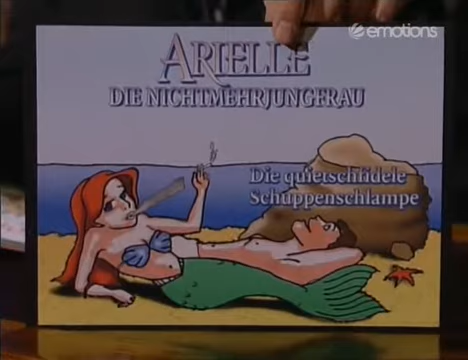 emotions
ARIELLE
DIE NICHTMEHRJUNGFRAU
Die quietschfidele
Schuppenschlampe